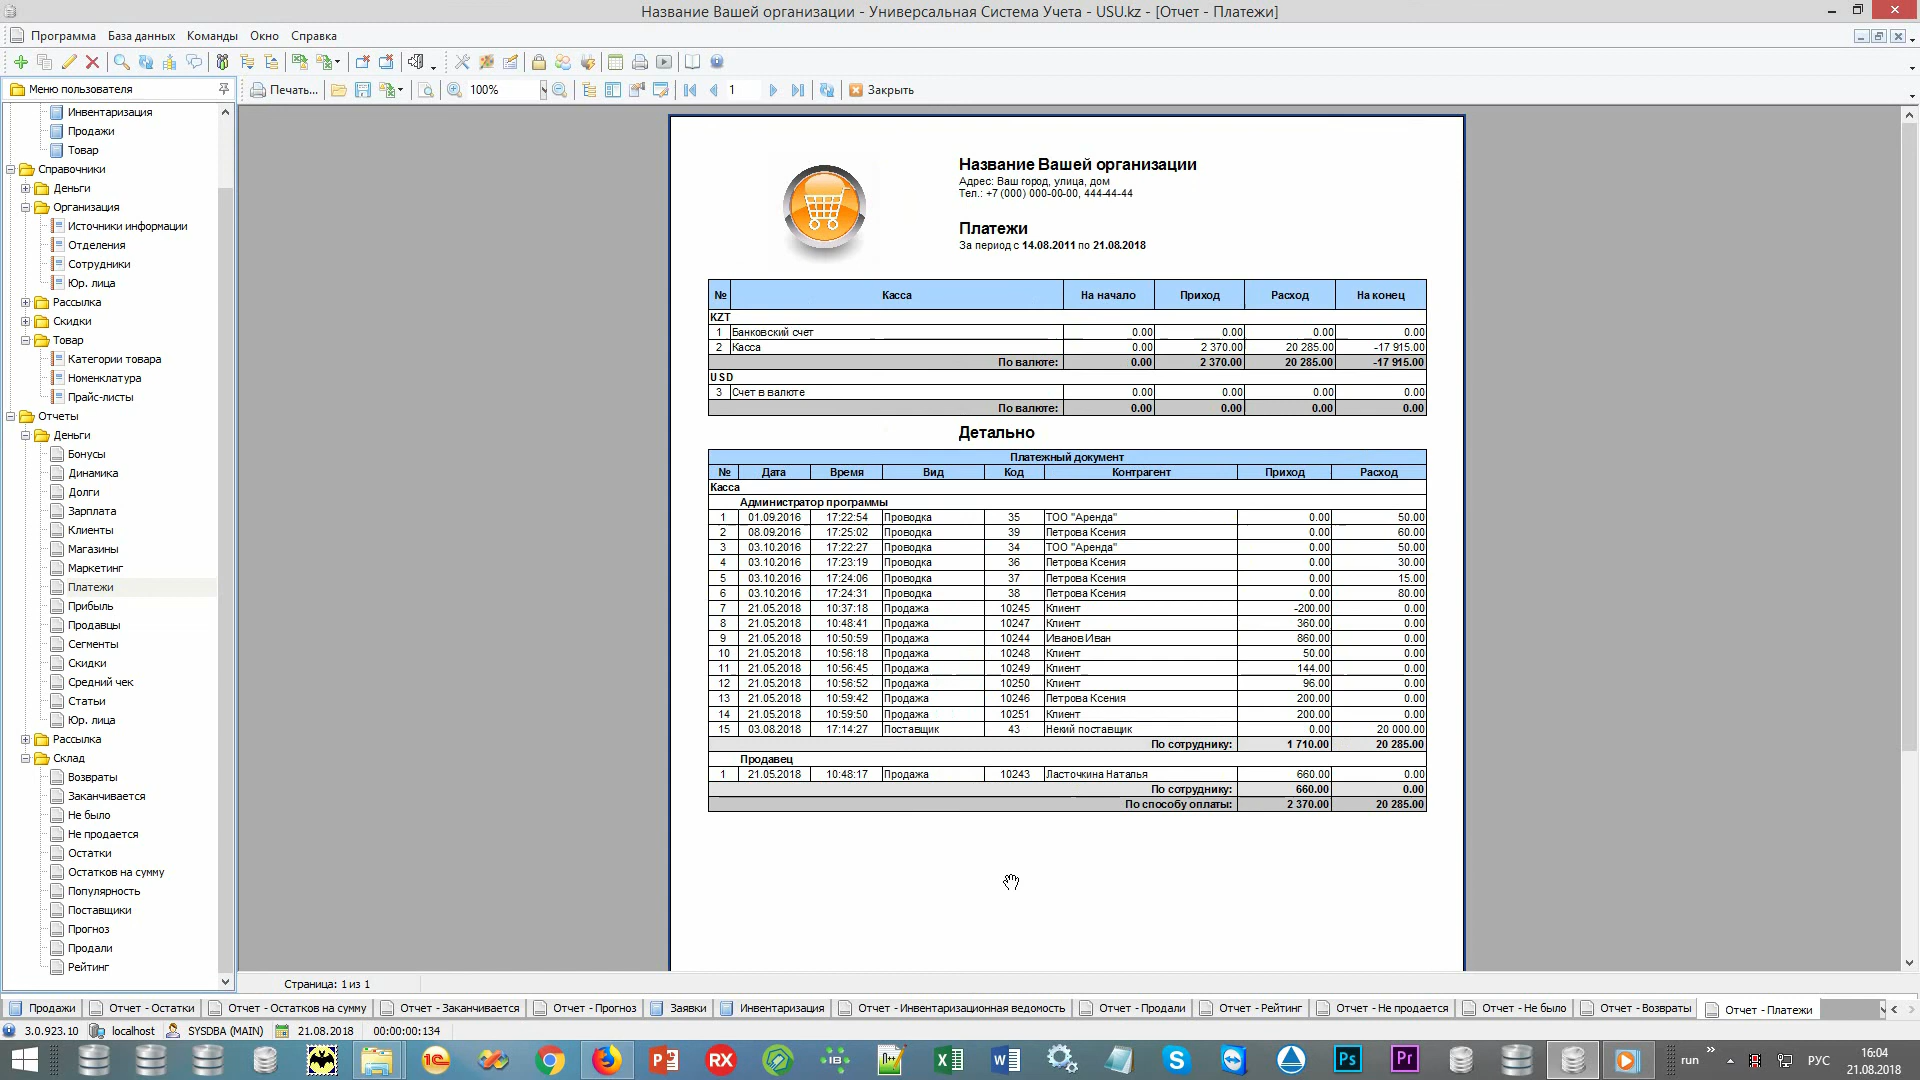 Название Вашей организации - Универсальная Система Учета - USU.kz - [Отчет - Платежи]
Программа База данных Команды Окно Справка
Печать... 100% 1 Закрыть
Меню пользователя
Инвентаризация
Продажи
Товар
Справочники
Деньги
Организация
Источники информации
Отделения
Сотрудники
Юр. лица
Рассылка
Скидки
Товар
Категории товара
Номенклатура
Прайс-листы
Отчеты
Деньги
Бонусы
Динамика
Долги
Зарплата
Клиенты
Магазины
Маркетинг
Платежи
Прибыль
Продавцы
Сегменты
Скидки
Средний чек
Статьи
Юр. лица
Рассылка
Склад
Возвраты
Заканчивается
Не было
Не продается
Остатки
Остатков на сумму
Популярность
Поставщики
Прогноз
Продали
Рейтинг
Название Вашей организации
Адрес: Ваш город, улица, дом
Тел.: +7 (000) 000-00-00, 444-44-44
Платежи
За период с 14.08.2011 по 21.08.2018
№ Касса На начало Приход Расход На конец
KZT
1 Банковский счет 0.00 0.00 0.00 0.00
2 Касса 0.00 2 370.00 20 285.00 -17 915.00
По валюте: 0.00 2 370.00 20 285.00 -17 915.00
USD
3 Счет в валюте 0.00 0.00 0.00 0.00
По валюте: 0.00 0.00 0.00 0.00
Детально
Платежный документ
№ Дата Время Вид Код Контрагент Приход Расход
Касса
Администратор программы
1 01.09.2016 17:22:54 Проводка 35 ТОО "Аренда" 0.00 50.00
2 08.09.2016 17:25:02 Проводка 39 Петрова Ксения 0.00 60.00
3 03.10.2016 17:22:27 Проводка 34 ТОО "Аренда" 0.00 50.00
4 03.10.2016 17:23:19 Проводка 36 Петрова Ксения 0.00 30.00
5 03.10.2016 17:24:06 Проводка 37 Петрова Ксения 0.00 15.00
6 03.10.2016 17:24:31 Проводка 38 Петрова Ксения 0.00 80.00
7 21.05.2018 10:37:18 Продажа 10245 Клиент -200.00 0.00
8 21.05.2018 10:48:41 Продажа 10247 Клиент 360.00 0.00
9 21.05.2018 10:50:59 Продажа 10244 Иванов Иван 860.00 0.00
10 21.05.2018 10:56:18 Продажа 10248 Клиент 50.00 0.00
11 21.05.2018 10:56:45 Продажа 10249 Клиент 144.00 0.00
12 21.05.2018 10:56:52 Продажа 10250 Клиент 96.00 0.00
13 21.05.2018 10:59:42 Продажа 10246 Петрова Ксения 200.00 0.00
14 21.05.2018 10:59:50 Продажа 10251 Клиент 200.00 0.00
15 03.08.2018 17:14:27 Поставщик 43 Некий поставщик 0.00 20 000.00
По сотруднику: 1 710.00 20 285.00
Продавец
1 21.05.2018 10:48:17 Продажа 10243 Ласточкина Наталья 660.00 0.00
По сотруднику: 660.00 0.00
По способу оплаты: 2 370.00 20 285.00
Страница: 1 из 1
Продажи Отчет - Остатки Отчет - Остатков на сумму Отчет - Заканчивается Отчет - Прогноз Заявки Инвентаризация Отчет - Инвентаризационная ведомость Отчет - Продали Отчет - Рейтинг Отчет - Не продается Отчет - Не было Отчет - Возвраты Отчет - Платежи
3.0.923.10 localhost SYSDBA (MAIN) 21.08.2018 00:00:00:134
run РУС 16:04
21.08.2018